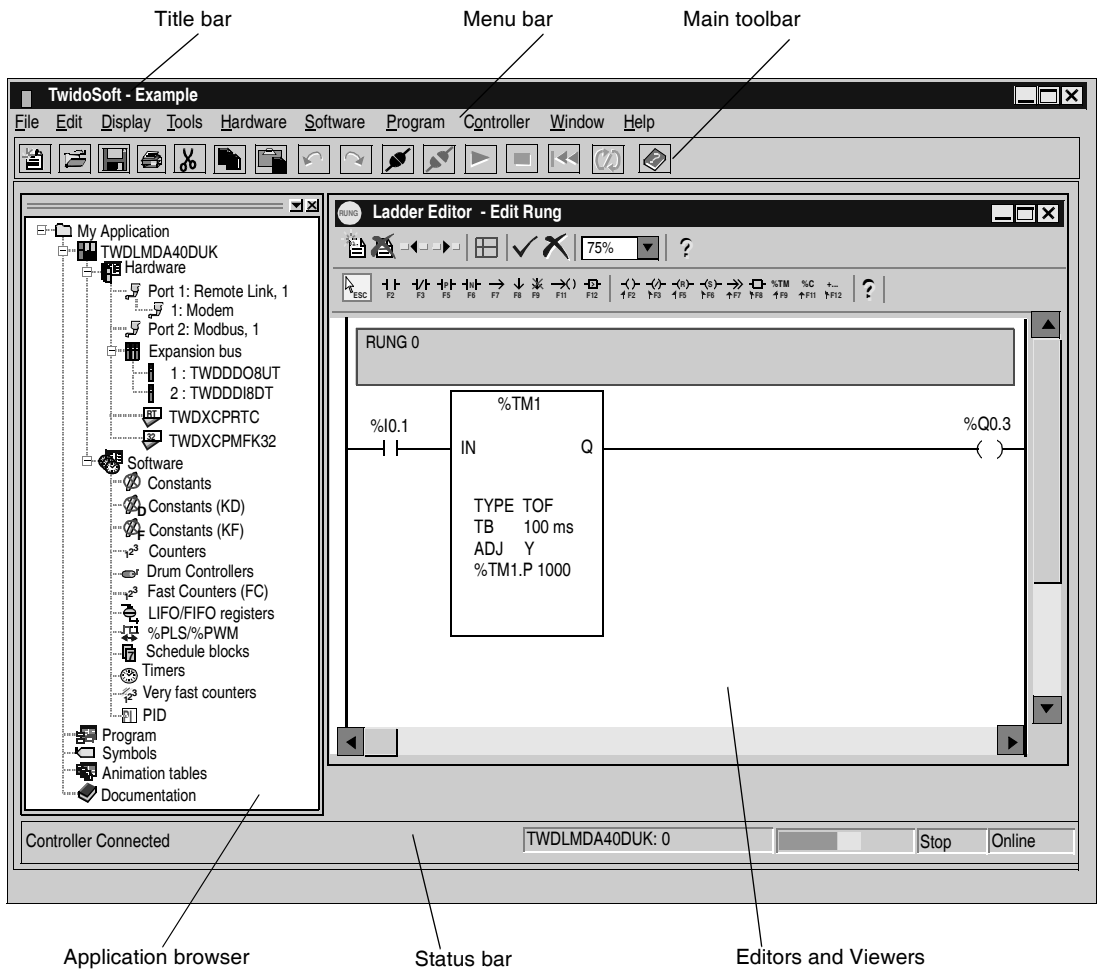 Title bar
Menu bar
Main toolbar
TwidoSoft - Example
File Edit Display Tools Hardware Software Program Controller Window Help
My Application
TWDLMDA40DUK
Hardware
Port 1: Remote Link, 1
1: Modem
Port 2: Modbus, 1
Expansion bus
1 : TWDDDO8UT
2 : TWDDDI8DT
RT TWDXCPRTC
32 TWDXCPMFK32
Software
Constants
D Constants (KD)
F Constants (KF)
Counters
Drum Controllers
Fast Counters (FC)
LIFO/FIFO registers
%PLS/%PWM
Schedule blocks
Timers
Very fast counters
PID
Program
Symbols
Animation tables
Documentation
RUNG Ladder Editor - Edit Rung
75% ?
ESC F2 F3 F5 F6 F7 F8 F9 F11 F12 F2 F3 F5 F6 F7 F8 %TM F9 %C F11 +... F12 ?
RUNG 0
%TM1
%I0.1
%Q0.3
IN Q
TYPE TOF
TB 100 ms
ADJ Y
%TM1.P 1000
Controller Connected
TWDLMDA40DUK: 0
Stop
Online
Application browser
Status bar
Editors and Viewers